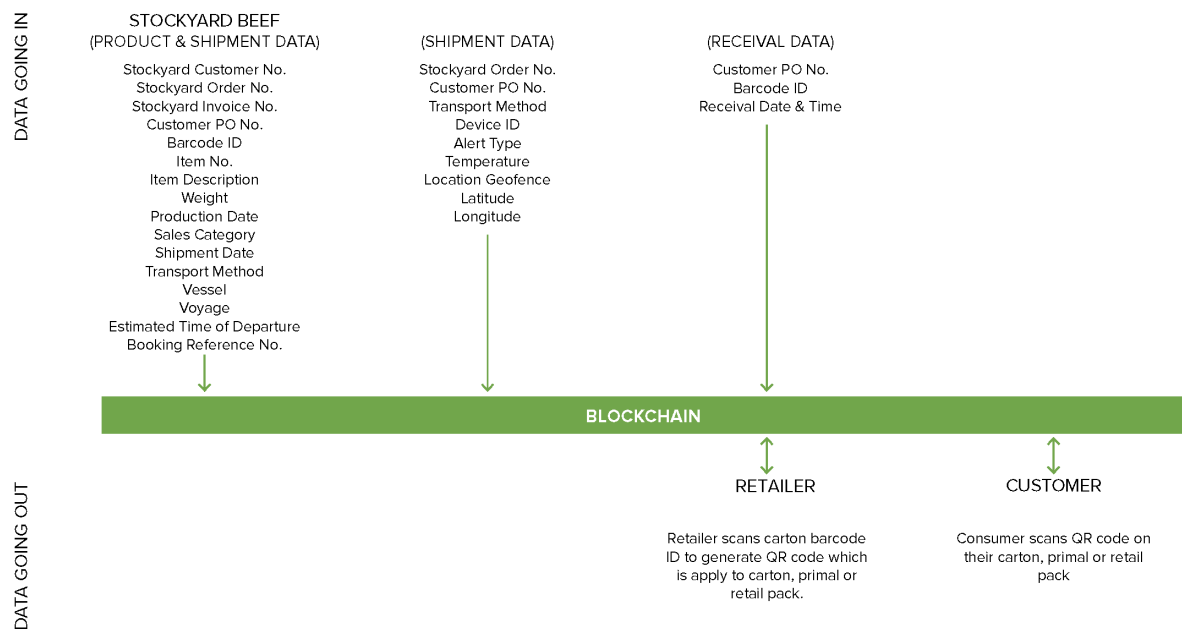 DATA GOING IN
STOCKYARD BEEF
(PRODUCT & SHIPMENT DATA)
Stockyard Customer No.
Stockyard Order No.
Stockyard Invoice No.
Customer PO No.
Barcode ID
Item No.
Item Description
Weight
Production Date
Sales Category
Shipment Date
Transport Method
Vessel
Voyage
Estimated Time of Departure
Booking Reference No.
(SHIPMENT DATA)
Stockyard Order No.
Customer PO No.
Transport Method
Device ID
Alert Type
Temperature
Location Geofence
Latitude
Longitude
(RECEIVAL DATA)
Customer PO No.
Barcode ID
Receival Date & Time
BLOCKCHAIN
DATA GOING OUT
RETAILER
Retailer scans carton barcode
ID to generate QR code which
is apply to carton, primal or
retail pack.
CUSTOMER
Consumer scans QR code on
their carton, primal or retail
pack